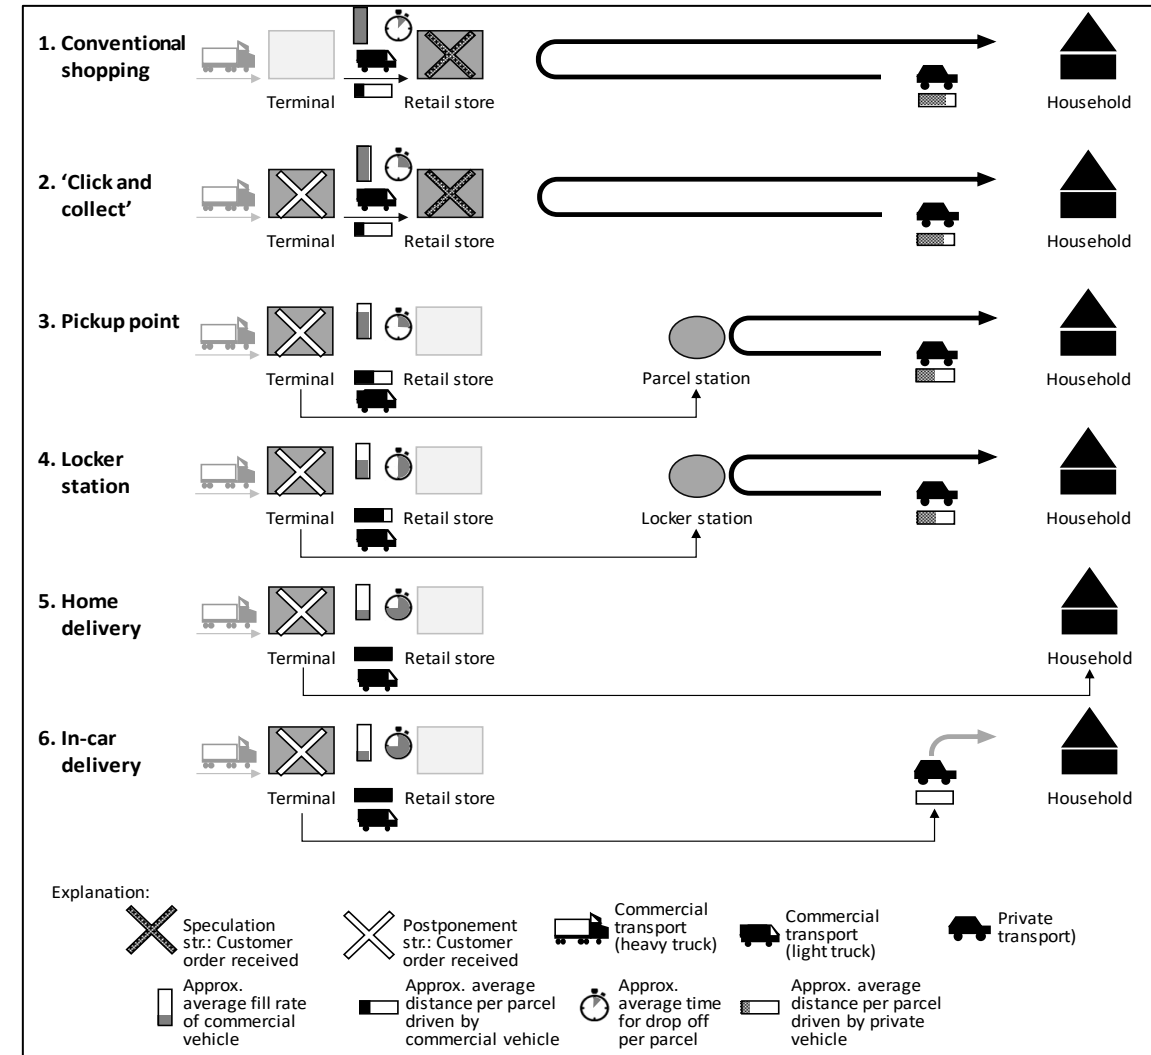 1. Conventional
shopping
Terminal
Retail store
Household
2. ‘Click and
collect’
Terminal
Retail store
Household
3. Pickup point
Terminal
Retail store
Parcel station
Household
4. Locker
station
Terminal
Retail store
Locker station
Household
5. Home
delivery
Terminal
Retail store
Household
6. In-car
delivery
Terminal
Retail store
Household
Explanation:
Speculation
str.: Customer
order received
Postponement
str.: Customer
order received
Commercial
transport
(heavy truck)
Commercial
transport
(light truck)
Private
transport)
Approx.
average fill rate
of commercial
vehicle
Approx. average
distance per parcel
driven by
commercial vehicle
Approx.
average time
for drop off
per parcel
Approx. average
distance per parcel
driven by private
vehicle